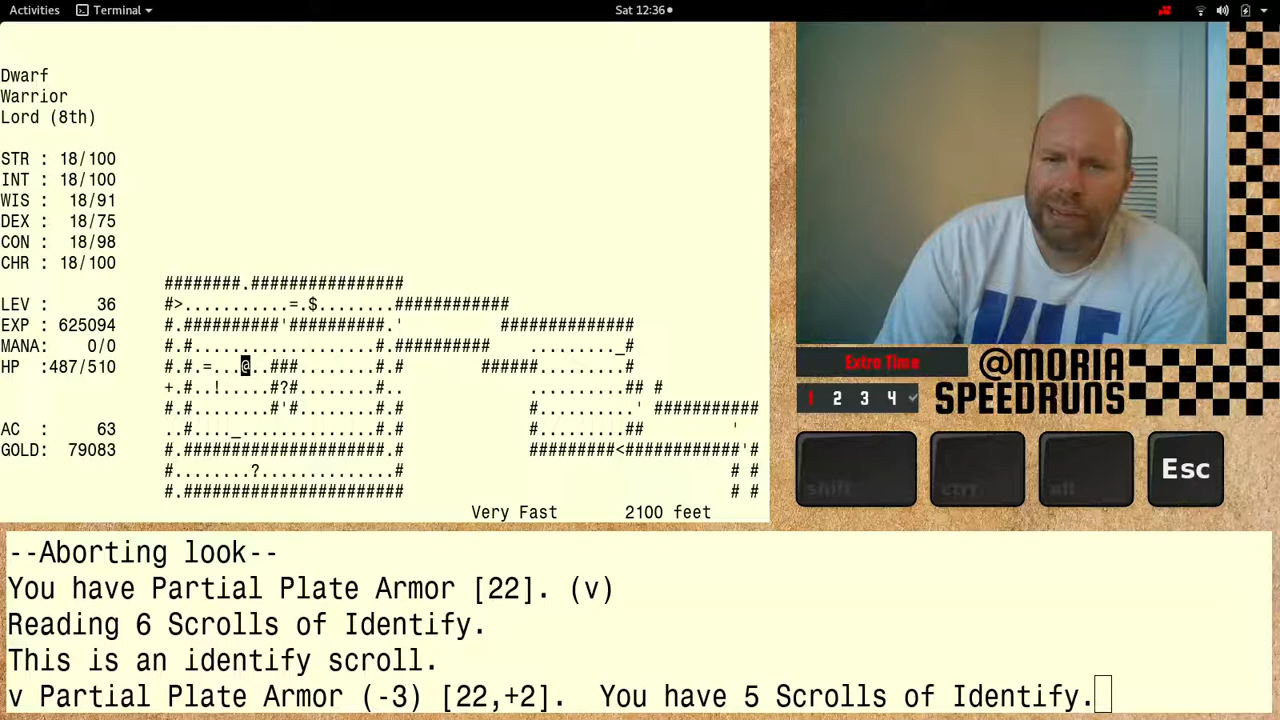 Activities Terminal Sat 12:36
Dwarf
Warrior
Lord (8th)
STR : 18/100
INT : 18/100
WIS : 18/91
DEX : 18/75
CON : 18/98
CHR : 18/100
LEV : 36
EXP : 625094
MANA: 0/0
HP :487/510
AC : 63
GOLD: 79083
########.################
#>...........=.$........############
#.##########'##########.' ##############
#.#...................#.########## ........._#
#.#.=...@..###........#.# ######.........#
+.#..!.....#?#........#.. ..........## #
#.#........#'#........#.# #.........' ###########
..#...._..............#.# #.........## '
#.####################.# #########<############'#
#........?..............# # #
#.###################### # #
Very Fast 2100 feet
Extro Time
1 2 3 4 ✓
@MORIA
SPEEDRUNS
shift ctrl alt Esc
--Aborting look--
You have Partial Plate Armor [22]. (v)
Reading 6 Scrolls of Identify.
This is an identify scroll.
v Partial Plate Armor (-3) [22,+2]. You have 5 Scrolls of Identify.